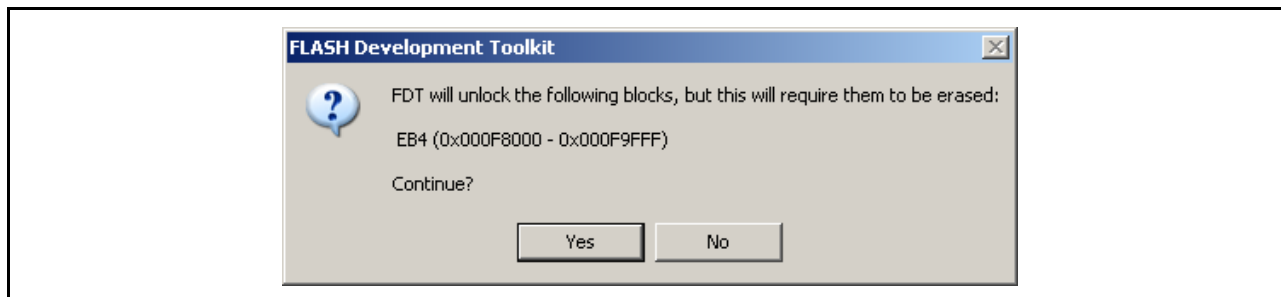 FLASH Development Toolkit
FDT will unlock the following blocks, but this will require them to be erased:
EB4 (0x000F8000 - 0x000F9FFF)
Continue?
Yes No